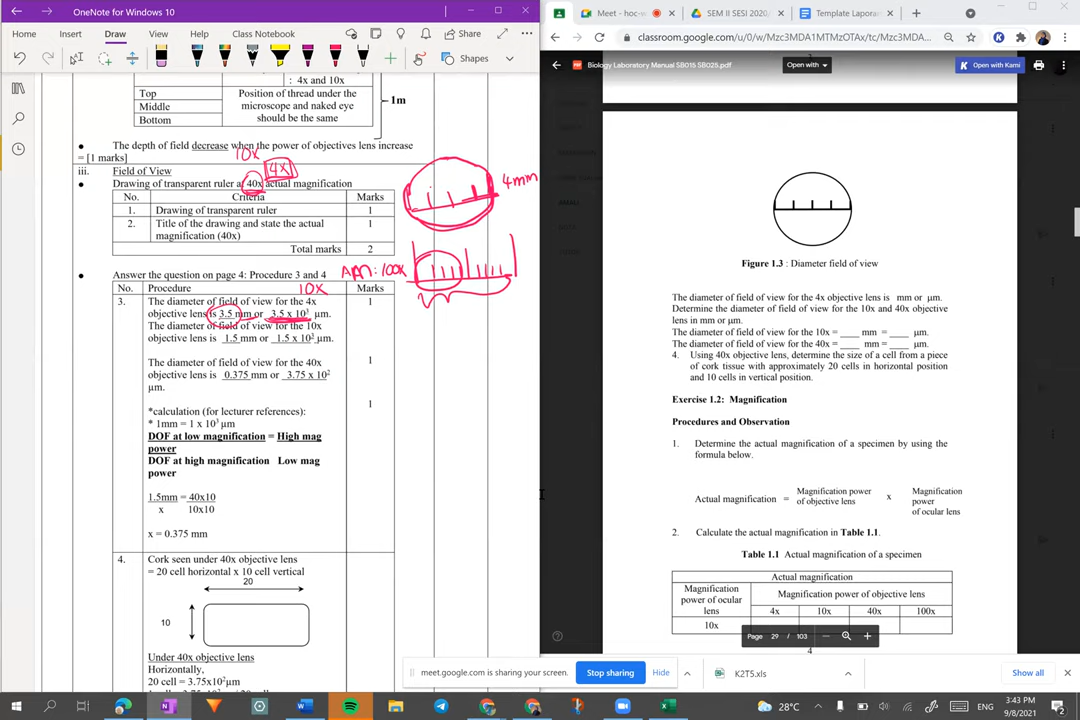 OneNote for Windows 10
Home Insert Draw View Help Class Notebook Share
Shapes
: 4x and 10x
Top
Middle
Bottom
Position of thread under the
microscope and naked eye
should be the same
1m
The depth of field decrease when the power of objectives lens increase
= [1 marks]
10x
iii. Field of View
4x
Drawing of transparent ruler a 40x actual magnification
4mm
No. Criteria Marks
1. Drawing of transparent ruler 1
2. Title of the drawing and state the actual 1
magnification (40x)
Total marks 2
Answer the question on page 4: Procedure 3 and 4
AM: 100x
10x
No. Procedure Marks
3. The diameter of field of view for the 4x 1
objective lens is 3.5 mm or 3.5 x 10³ µm.
The diameter of field of view for the 10x
objective lens is 1.5 mm or 1.5 x 10² µm.
The diameter of field of view for the 40x 1
objective lens is 0.375 mm or 3.75 x 10²
µm.
1
*calculation (for lecturer references):
* 1mm = 1 x 10³ µm
DOF at low magnification = High mag
power
DOF at high magnification Low mag
power
1.5mm = 40x10
x 10x10
x = 0.375 mm
4. Cork seen under 40x objective lens
= 20 cell horizontal x 10 cell vertical
20
10
Under 40x objective lens
Horizontally,
20 cell = 3.75x10²µm
Meet - hoc-w
SEM II SESI 2020/
Template Lapora
classroom.google.com/u/0/w/Mzc3MDA1MTMzOTAx/tc/Mzc3MDA...
Biology Laboratory Manual SB015 SB025.pdf
Open with
Open with Kami
Figure 1.3 : Diameter field of view
The diameter of field of view for the 4x objective lens is mm or µm.
Determine the diameter of field of view for the 10x and 40x objective
lens in mm or µm.
The diameter of field of view for the 10x = ____ mm = ____ µm.
The diameter of field of view for the 40x = ____ mm = ____ µm.
4. Using 40x objective lens, determine the size of a cell from a piece
of cork tissue with approximately 20 cells in horizontal position
and 10 cells in vertical position.
Exercise 1.2: Magnification
Procedures and Observation
1. Determine the actual magnification of a specimen by using the
formula below.
Actual magnification = Magnification power
of objective lens
x
Magnification
power
of ocular lens
2. Calculate the actual magnification in Table 1.1.
Table 1.1 Actual magnification of a specimen
Actual magnification
Magnification
power of ocular
lens
Magnification power of objective lens
4x 10x 40x 100x
10x
Page 29 / 103
4
meet.google.com is sharing your screen.
Stop sharing
Hide
K2T5.xls
Show all
28°C
ENG
3:43 PM
9/8/2021